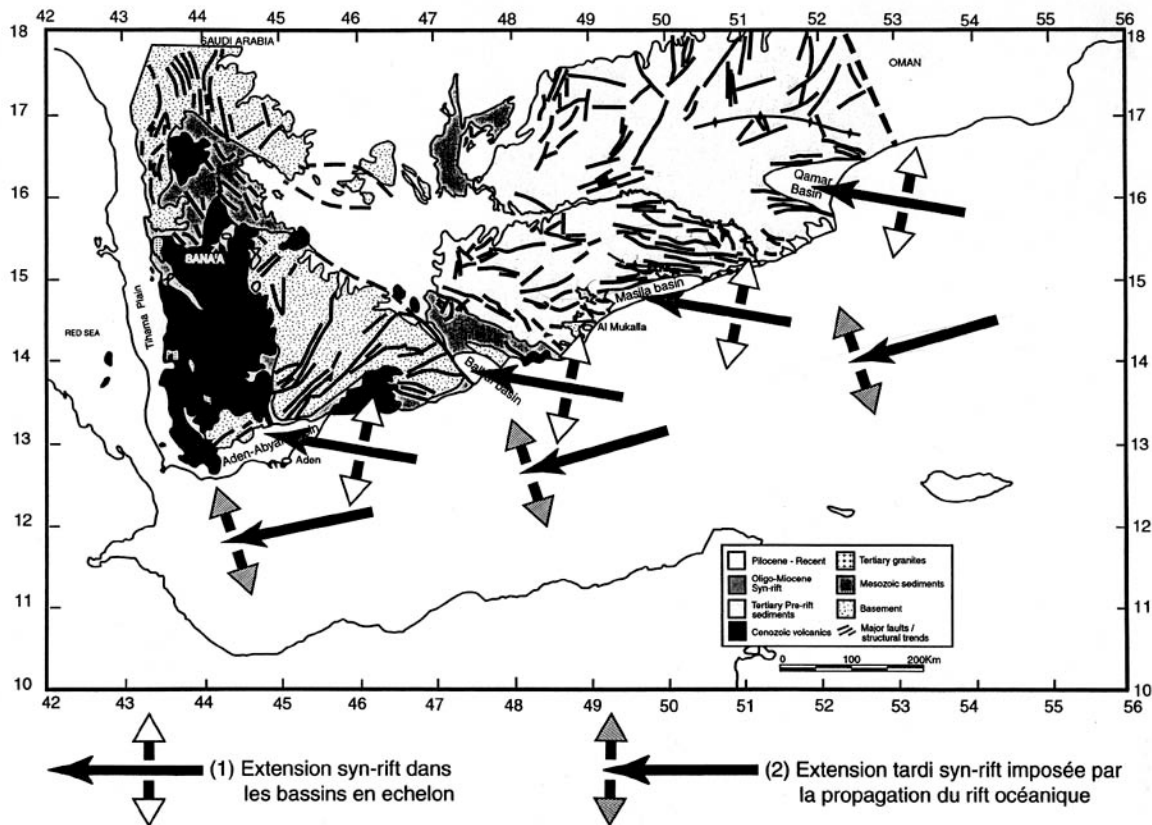 42 43 44 45 46 47 48 49 50 51 52 53 54 55 56
18 18
SAUDI ARABIA
OMAN
17 17
16 16
Qamar
Basin
SANA'A
15 15
Masila basin
Tihama Plain
RED SEA
Al Mukalla
14 14
Balhaf basin
13 13
Aden-Abyan
Aden
12 12
Pilocene - Recent
Tertiary granites
Oligo-Miocene
Syn-rift
Mesozoic sediments
11 11
Tertiary Pre-rift
sediments
Basement
Cenozoic volcanics
Major faults /
structural trends
0 100 200Km
10 10
42 43 44 45 46 47 48 49 50 51 52 53 54 55 56
(1) Extension syn-rift dans
les bassins en echelon
(2) Extension tardi syn-rift imposée par
la propagation du rift océanique